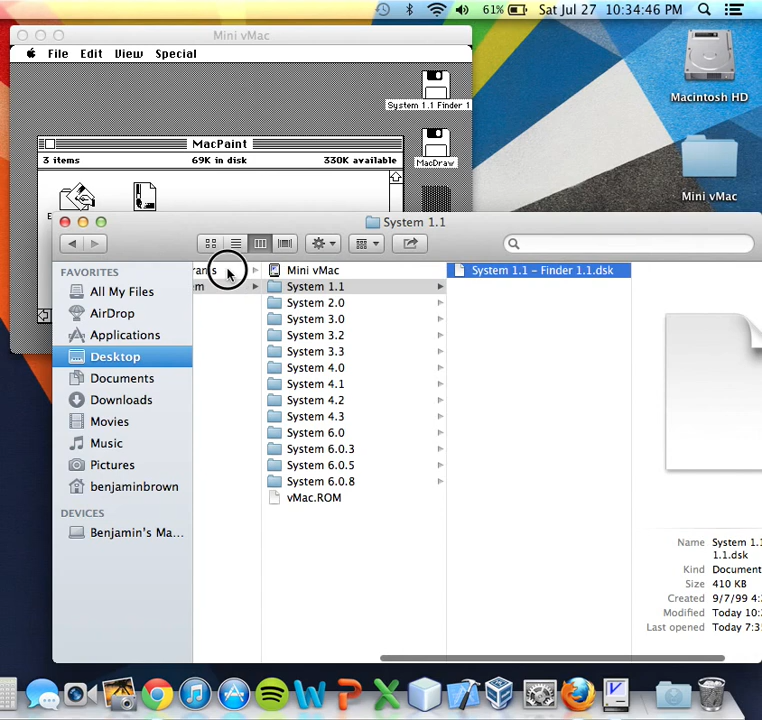 61% Sat Jul 27 10:34:46 PM
Mini vMac
File Edit View Special
System 1.1 Finder 1
MacDraw
MacPaint
3 items 69K in disk 330K available
Macintosh HD
Mini vMac
System 1.1
FAVORITES
All My Files
AirDrop
Applications
Desktop
Documents
Downloads
Movies
Music
Pictures
benjaminbrown
DEVICES
Benjamin's Ma...
Mini vMac
System 1.1
System 2.0
System 3.0
System 3.2
System 3.3
System 4.0
System 4.1
System 4.2
System 4.3
System 6.0
System 6.0.3
System 6.0.5
System 6.0.8
vMac.ROM
System 1.1 – Finder 1.1.dsk
Name System 1.1
1.1.dsk
Kind Document
Size 410 KB
Created 9/7/99 4:
Modified Today 10:
Last opened Today 7:3